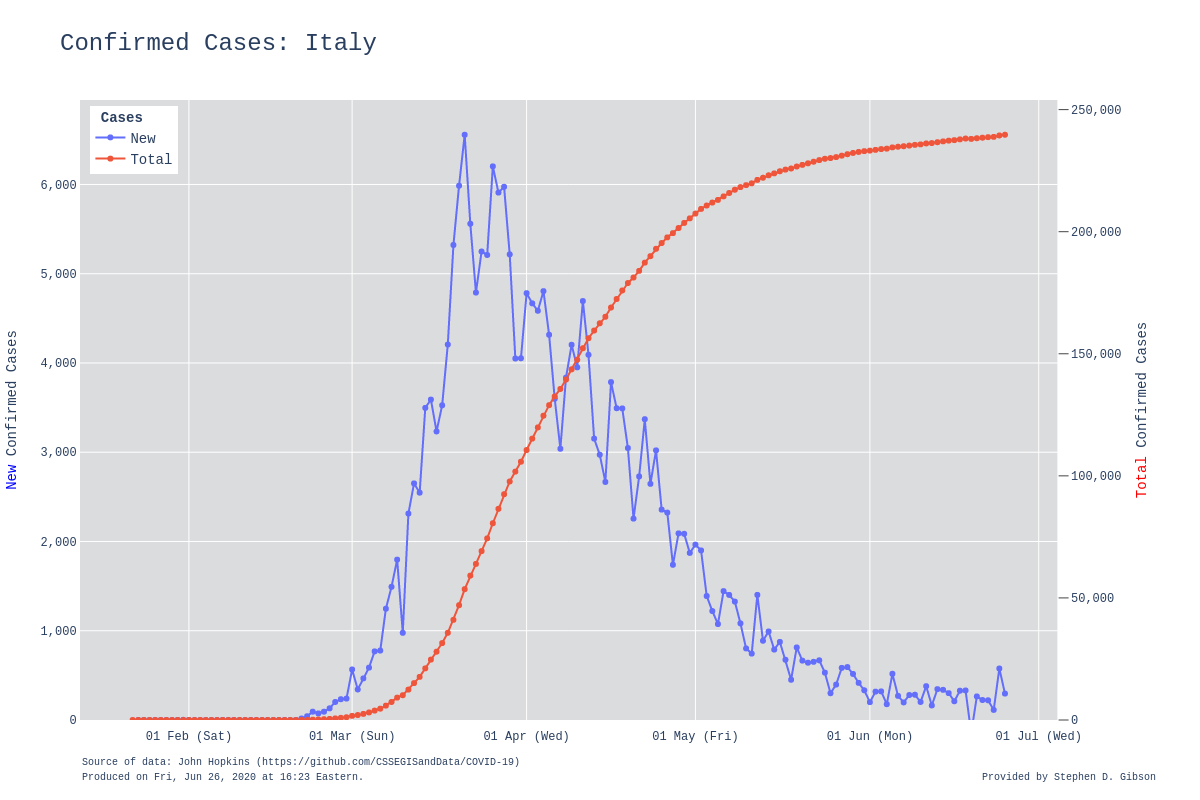 Confirmed Cases: Italy
Cases
New
Total
6,000
5,000
4,000
3,000
2,000
1,000
0
New Confirmed Cases
250,000
200,000
150,000
100,000
50,000
0
Total Confirmed Cases
01 Feb (Sat)
01 Mar (Sun)
01 Apr (Wed)
01 May (Fri)
01 Jun (Mon)
01 Jul (Wed)
Source of data: John Hopkins (https://github.com/CSSEGISandData/COVID-19)
Produced on Fri, Jun 26, 2020 at 16:23 Eastern.
Provided by Stephen D. Gibson